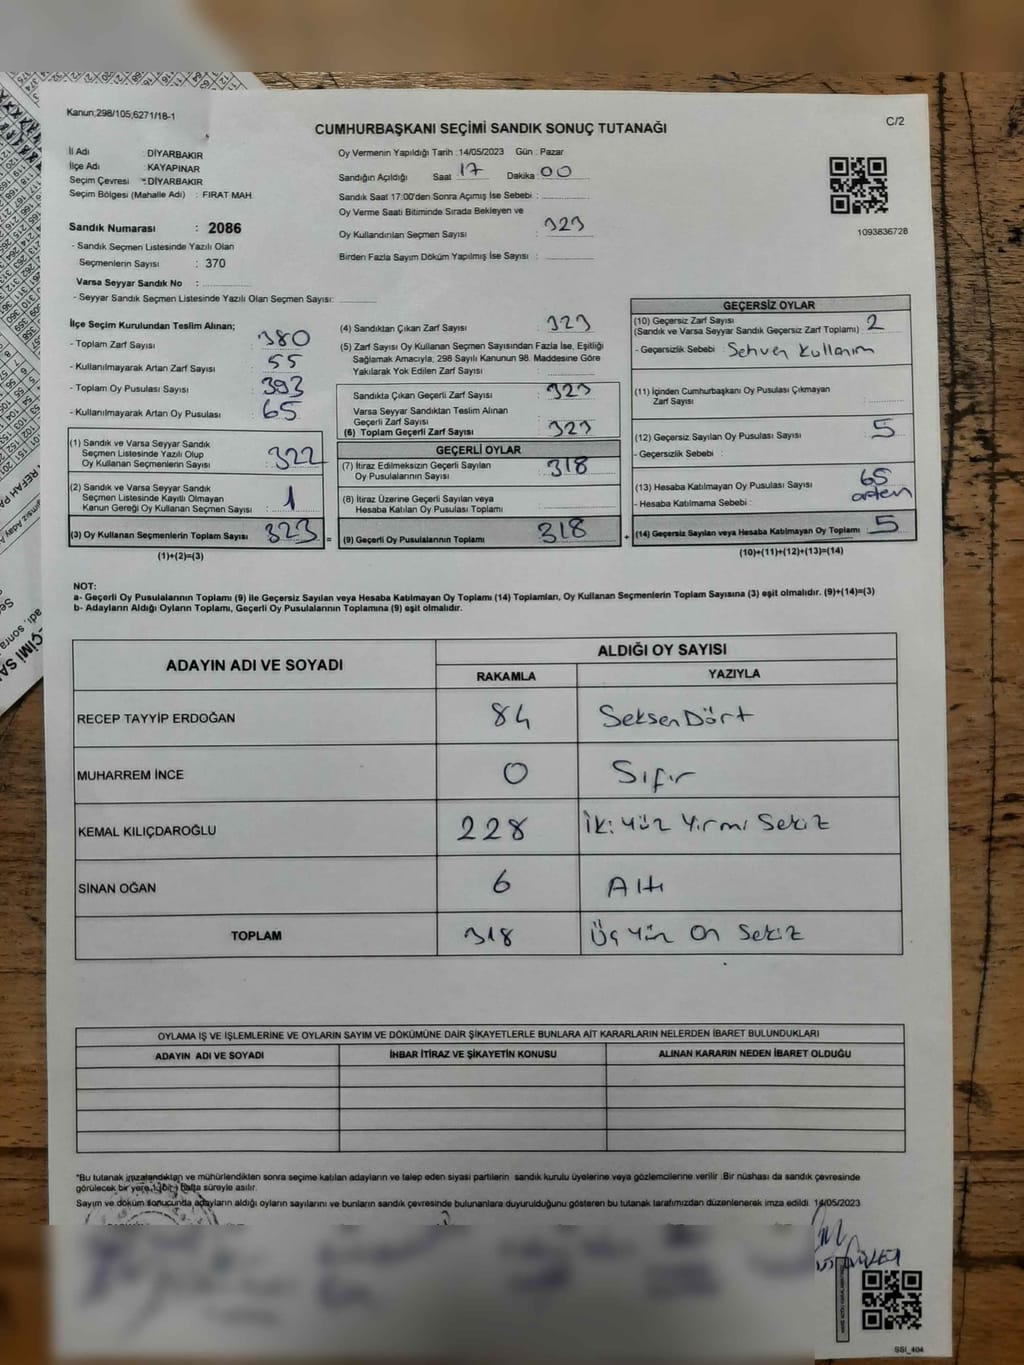 Kanun;298/105,6271/18-1
CUMHURBAŞKANI SEÇİMİ SANDIK SONUÇ TUTANAĞI
C/2
İl Adı : DİYARBAKIR
İlçe Adı : KAYAPINAR
Seçim Çevresi : DİYARBAKIR
Seçim Bölgesi (Mahalle Adı) : FIRAT MAH.
Sandık Numarası : 2086
- Sandık Seçmen Listesinde Yazılı Olan
Seçmenlerin Sayısı : 370
Varsa Seyyar Sandık No :
- Seyyar Sandık Seçmen Listesinde Yazılı Olan Seçmen Sayısı:
Oy Vermenin Yapıldığı Tarih :14/05/2023 Gün : Pazar
Sandığın Açıldığı Saat 17 Dakika 00
Sandık Saat 17:00'den Sonra Açımış İse Sebebi :
Oy Verme Saati Bitiminde Sırada Bekleyen ve
Oy Kullandırılan Seçmen Sayısı : 323
Birden Fazla Sayım Döküm Yapılmış İse Sayısı :
1093836728
İlçe Seçim Kurulundan Teslim Alınan;
- Toplam Zarf Sayısı : 380
- Kullanılmayarak Artan Zarf Sayısı : 55
- Toplam Oy Pusulası Sayısı : 393
- Kullanılmayarak Artan Oy Pusulası : 65
(1) Sandık ve Varsa Seyyar Sandık
Seçmen Listesinde Yazılı Olup
Oy Kullanan Seçmenlerin Sayısı : 322
(2) Sandık ve Varsa Seyyar Sandık
Seçmen Listesinde Kayıtlı Olmayan
Kanun Gereği Oy Kullanan Seçmen Sayısı : 1
(3) Oy Kullanan Seçmenlerin Toplam Sayısı : 323 =
(1)+(2)=(3)
(4) Sandıktan Çıkan Zarf Sayısı : 323
(5) Zarf Sayısı Oy Kullanan Seçmen Sayısından Fazla İse, Eşitliği
Sağlamak Amacıyla, 298 Sayılı Kanunun 98. Maddesine Göre
Yakılarak Yok Edilen Zarf Sayısı :
Sandıkta Çıkan Geçerli Zarf Sayısı : 323
Varsa Seyyar Sandıktan Teslim Alınan
Geçerli Zarf Sayısı :
(6) Toplam Geçerli Zarf Sayısı : 323
GEÇERLİ OYLAR
(7) İtiraz Edilmeksizin Geçerli Sayılan
Oy Pusulasının Sayısı : 318
(8) İtiraz Üzerine Geçerli Sayılan veya
Hesaba Katılan Oy Pusulası Toplamı :
(9) Geçerli Oy Pusulalarının Toplamı : 318 +
GEÇERSİZ OYLAR
(10) Geçersiz Zarf Sayısı
(Sandık ve Varsa Seyyar Sandık Geçersiz Zarf Toplamı) : 2
- Geçersizlik Sebebi : Sehven Kullanım
(11) İçinden Cumhurbaşkanı Oy Pusulası Çıkmayan
Zarf Sayısı :
(12) Geçersiz Sayılan Oy Pusulası Sayısı : 5
- Geçersizlik Sebebi :
(13) Hesaba Katılmayan Oy Pusulası Sayısı : 65
- Hesaba Katılmama Sebebi : artan
(14) Geçersiz Sayılan veya Hesaba Katılmayan Oy Toplamı : 5
(10)+(11)+(12)+(13)=(14)
NOT:
a- Geçerli Oy Pusulalarının Toplamı (9) ile Geçersiz Sayılan veya Hesaba Katılmayan Oy Toplamı (14) Toplamları, Oy Kullanan Seçmenlerin Toplam Sayısına (3) eşit olmalıdır. (9)+(14)=(3)
b- Adayların Aldığı Oyların Toplamı, Geçerli Oy Pusulalarının Toplamına (9) eşit olmalıdır.
ADAYIN ADI VE SOYADI
ALDIĞI OY SAYISI
RAKAMLA YAZIYLA
RECEP TAYYİP ERDOĞAN 84 Seksen Dört
MUHARREM İNCE 0 Sıfır
KEMAL KILIÇDAROĞLU 228 İki Yüz Yirmi Sekiz
SİNAN OĞAN 6 Altı
TOPLAM 318 Üç Yüz On Sekiz
OYLAMA İŞ VE İŞLEMLERİNE VE OYLARIN SAYIM VE DÖKÜMÜNE DAİR ŞİKAYETLERLE BUNLARA AİT KARARLARIN NELERDEN İBARET BULUNDUKLARI
ADAYIN ADI VE SOYADI İHBAR İTİRAZ VE ŞİKAYETİN KONUSU ALINAN KARARIN NEDEN İBARET OLDUĞU
*Bu tutanak imzalandıktan ve mühürlendikten sonra seçime katılan adayların ve talep eden siyasi partilerin sandık kurulu üyelerine veya gözlemcilerine verilir .Bir nüshası da sandık çevresinde
görülecek bir yere 1(bir) hafta süreyle asılır.
Sayım ve döküm sonucunda adayların aldığı oyların sayılarını ve bunların sandık çevresinde bulunanlara duyurulduğunu gösteren bu tutanak tarafımızdan düzenlenerek imza edildi. 14/05/2023
SSI_404